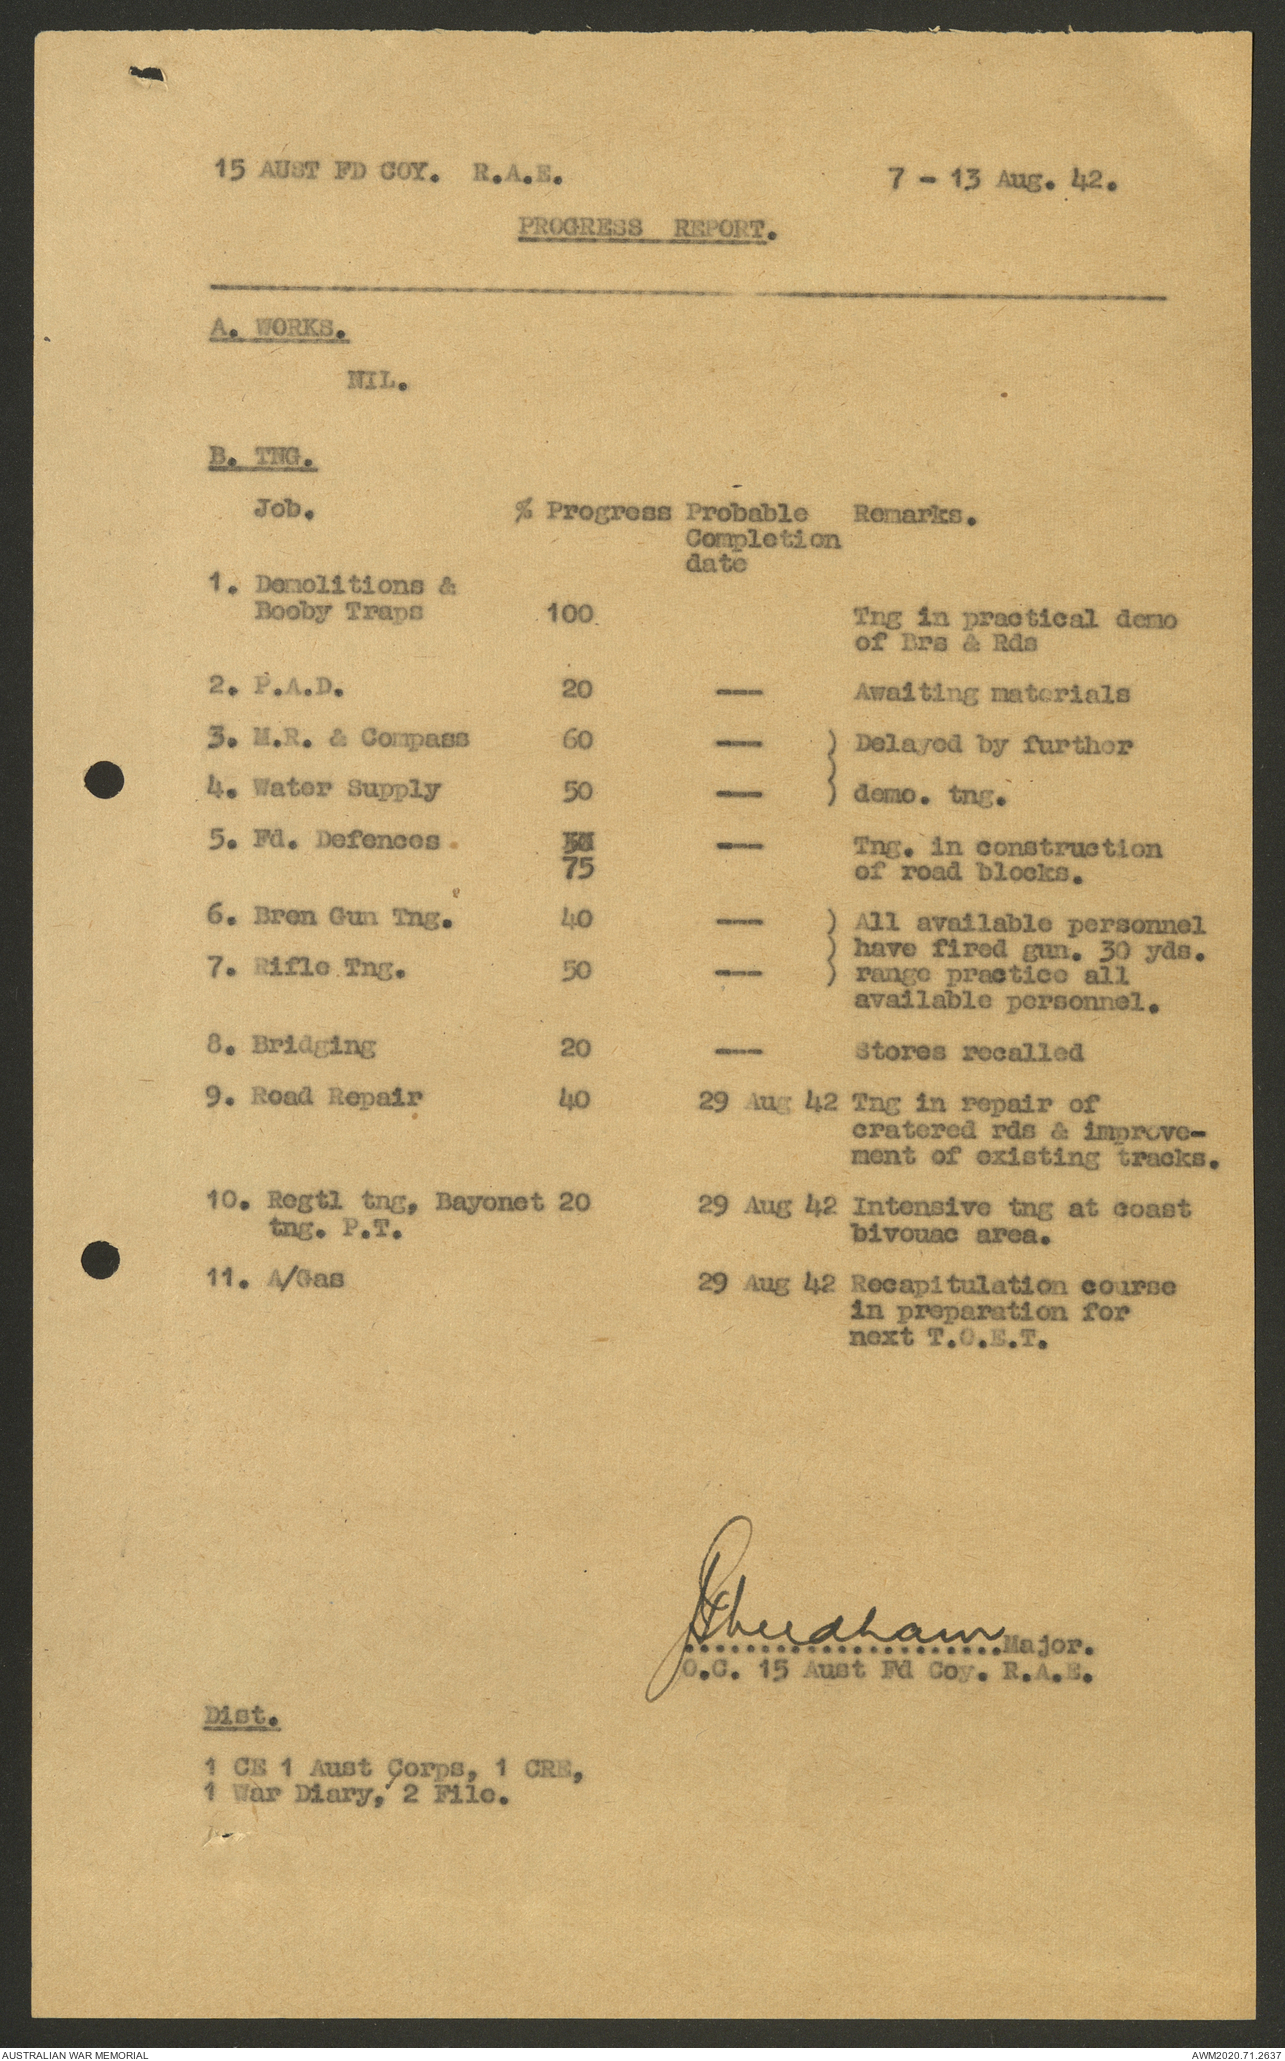 15 AUST FD COY. R.A.E. 7 - 13 Aug. 42.
PROGRESS REPORT.
A. WORKS.
NIL.
B. TNG.
Job. % Progress Probable Remarks.
Completion
date
1. Demolitions &
Booby Traps 100 Tng in practical demo
of Brs & Rds
2. P.A.D. 20 — Awaiting materials
3. M.R. & Compass 60 — ) Delayed by further
)
4. Water Supply 50 — ) demo. tng.
5. Fd. Defences — Tng. in construction
75 of road blocks.
6. Bren Gun Tng. 40 — ) All available personnel
) have fired gun. 30 yds.
7. Rifle Tng. 50 — ) range practice all
available personnel.
8. Bridging 20 — Stores recalled
9. Road Repair 40 29 Aug 42 Tng in repair of
cratered rds & improve-
ment of existing tracks.
10. Regtl tng, Bayonet 20 29 Aug 42 Intensive tng at coast
tng. P.T. bivouac area.
11. A/Gas 29 Aug 42 Recapitulation course
in preparation for
next T.O.E.T.
.....................Major.
O.C. 15 Aust Fd Coy. R.A.E.
Dist.
1 CE 1 Aust Corps, 1 CRE,
1 War Diary, 2 File.
AUSTRALIAN WAR MEMORIAL AWM2020.71.2637